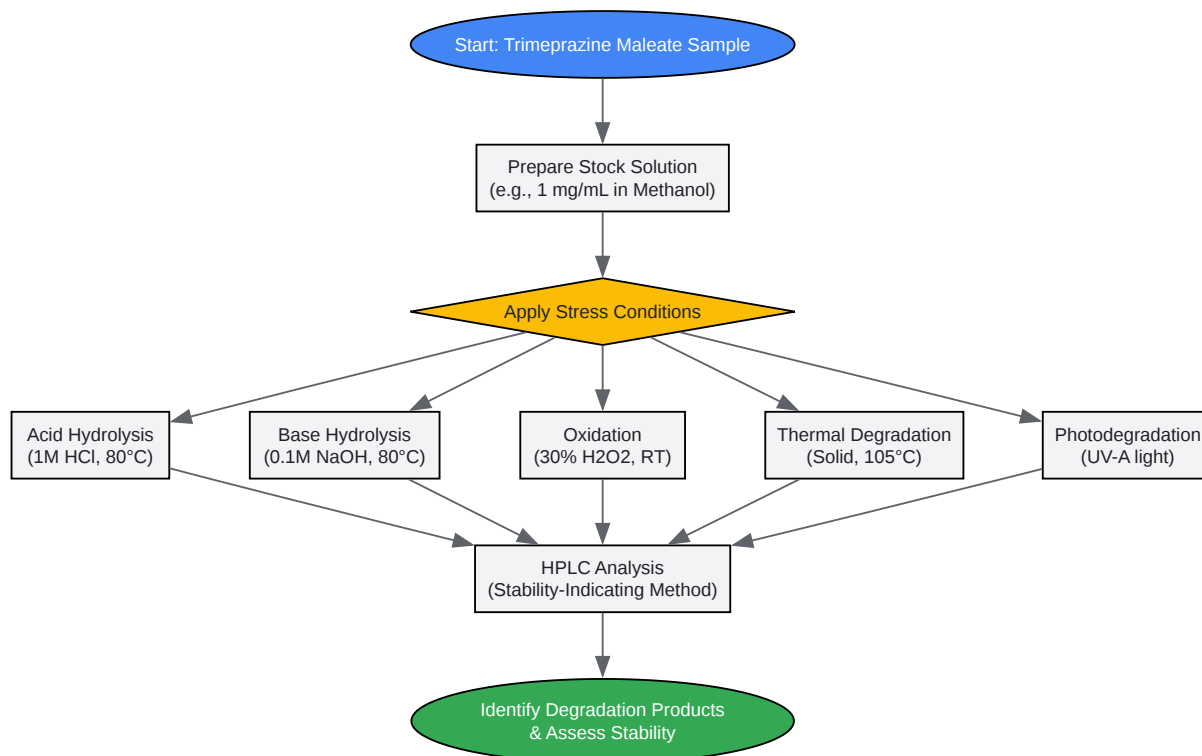 Start: Trimeprazine Maleate Sample
Prepare Stock Solution
(e.g., 1 mg/mL in Methanol)
Apply Stress Conditions
Acid Hydrolysis
(1M HCl, 80°C)
Base Hydrolysis
(0.1M NaOH, 80°C)
Oxidation
(30% H2O2, RT)
Thermal Degradation
(Solid, 105°C)
Photodegradation
(UV-A light)
HPLC Analysis
(Stability-Indicating Method)
Identify Degradation Products
& Assess Stability